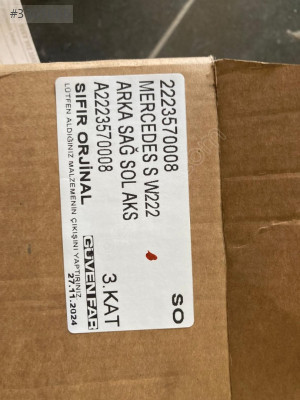 #3
2223570008
MERCEDES S W222
ARKA SAĞ SOL AKS
A2223570008
SIFIR ORJİNAL
LÜTFEN ALDIĞINIZ MALZEMENİN ÇIKIŞINI YAPTIRINIZ
SO
3.KAT
GÜVENFAR
27.11.2024